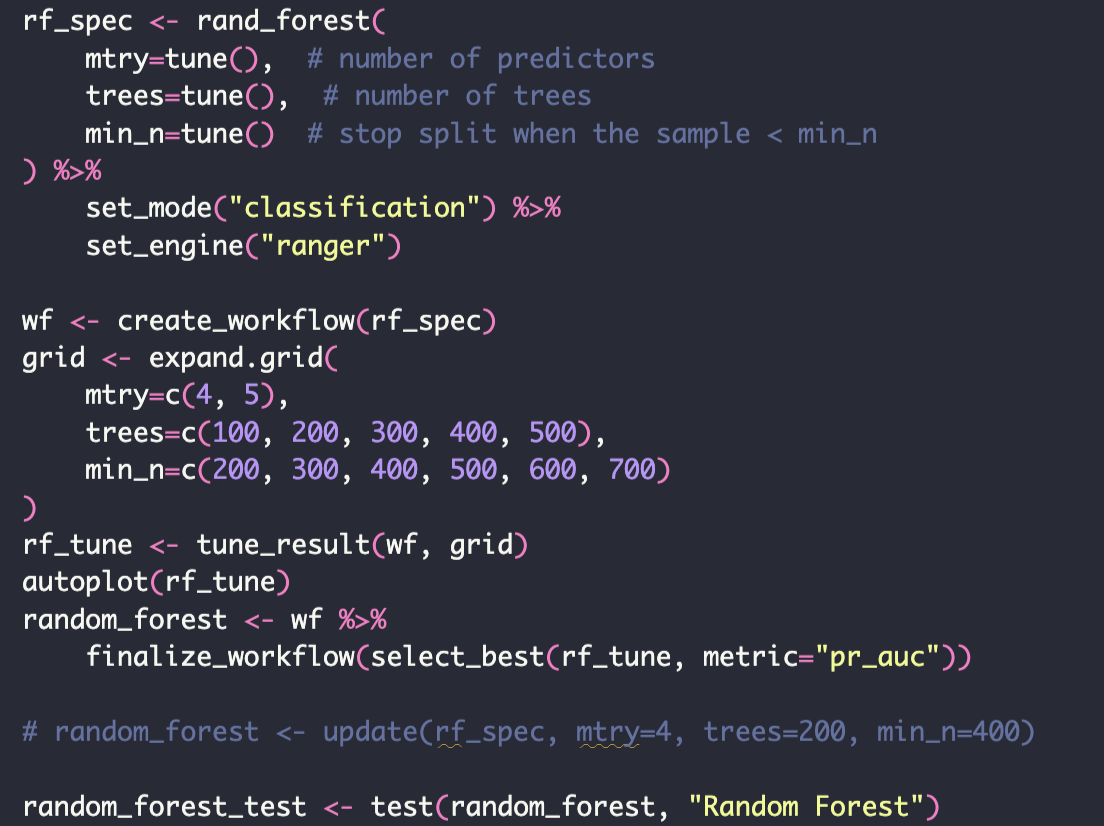 rf_spec <- rand_forest(
    mtry=tune(),  # number of predictors
    trees=tune(),  # number of trees
    min_n=tune()  # stop split when the sample < min_n
) %>%
    set_mode("classification") %>%
    set_engine("ranger")

wf <- create_workflow(rf_spec)
grid <- expand.grid(
    mtry=c(4, 5),
    trees=c(100, 200, 300, 400, 500),
    min_n=c(200, 300, 400, 500, 600, 700)
)
rf_tune <- tune_result(wf, grid)
autoplot(rf_tune)
random_forest <- wf %>%
    finalize_workflow(select_best(rf_tune, metric="pr_auc"))

# random_forest <- update(rf_spec, mtry=4, trees=200, min_n=400)

random_forest_test <- test(random_forest, "Random Forest")